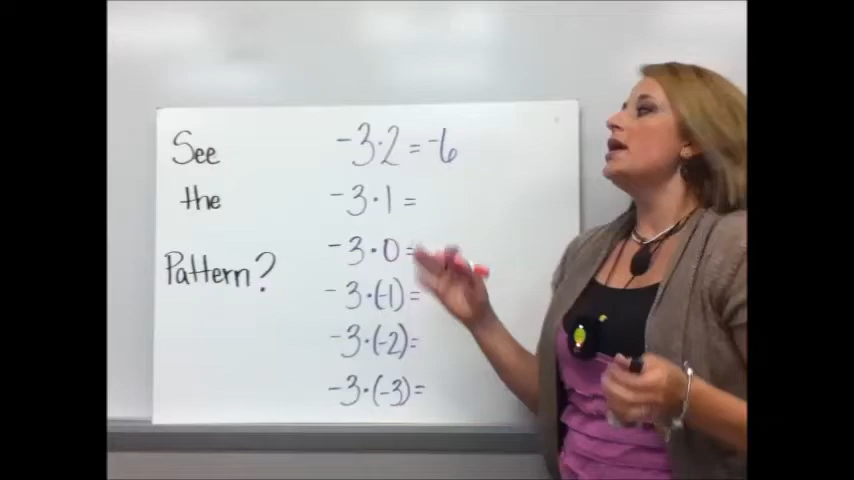 See
the
Pattern?
-3·2=-6
-3·1=
-3·0=
-3·(-1)=
-3·(-2)=
-3·(-3)=